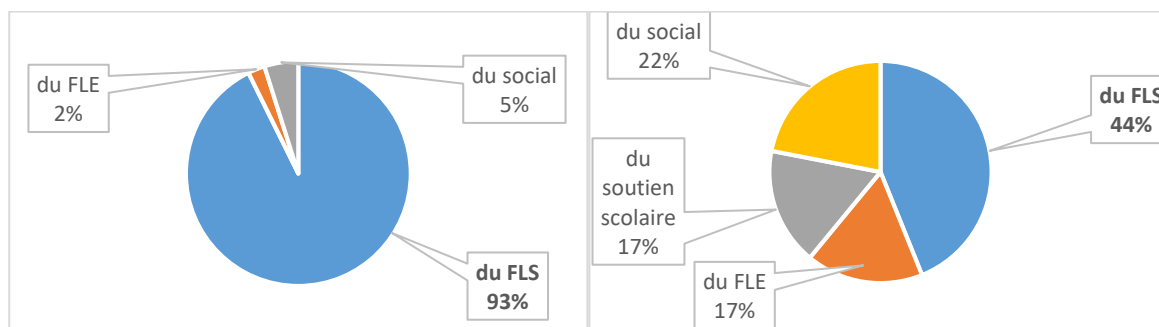 du FLE
2%
du social
5%
du FLS
93%
du social
22%
du FLS
44%
du
soutien
scolaire
17%
du FLE
17%